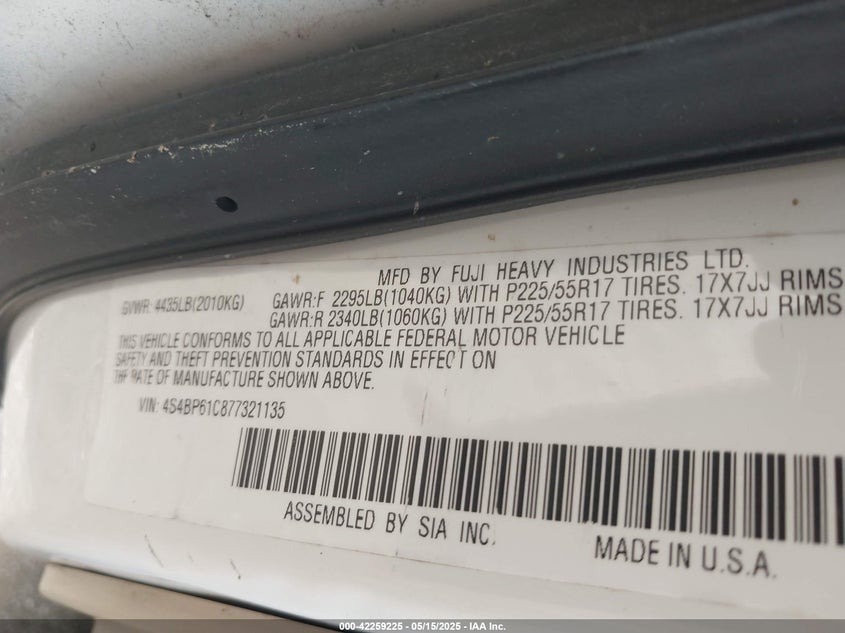 MFD BY FUJI HEAVY INDUSTRIES LTD.
GVWR: 4435LB(2010KG) GAWR:F 2295LB(1040KG) WITH P225/55R17 TIRES. 17X7JJ RIMS
GAWR:R 2340LB(1060KG) WITH P225/55R17 TIRES. 17X7JJ RIMS
THIS VEHICLE CONFORMS TO ALL APPLICABLE FEDERAL MOTOR VEHICLE
SAFETY AND THEFT PREVENTION STANDARDS IN EFFECT ON
THE DATE OF MANUFACTURE SHOWN ABOVE.
VIN: 4S4BP61C877321135
ASSEMBLED BY SIA INC.
MADE IN U.S.A.
000-42259225 - 05/15/2025 - IAA Inc.